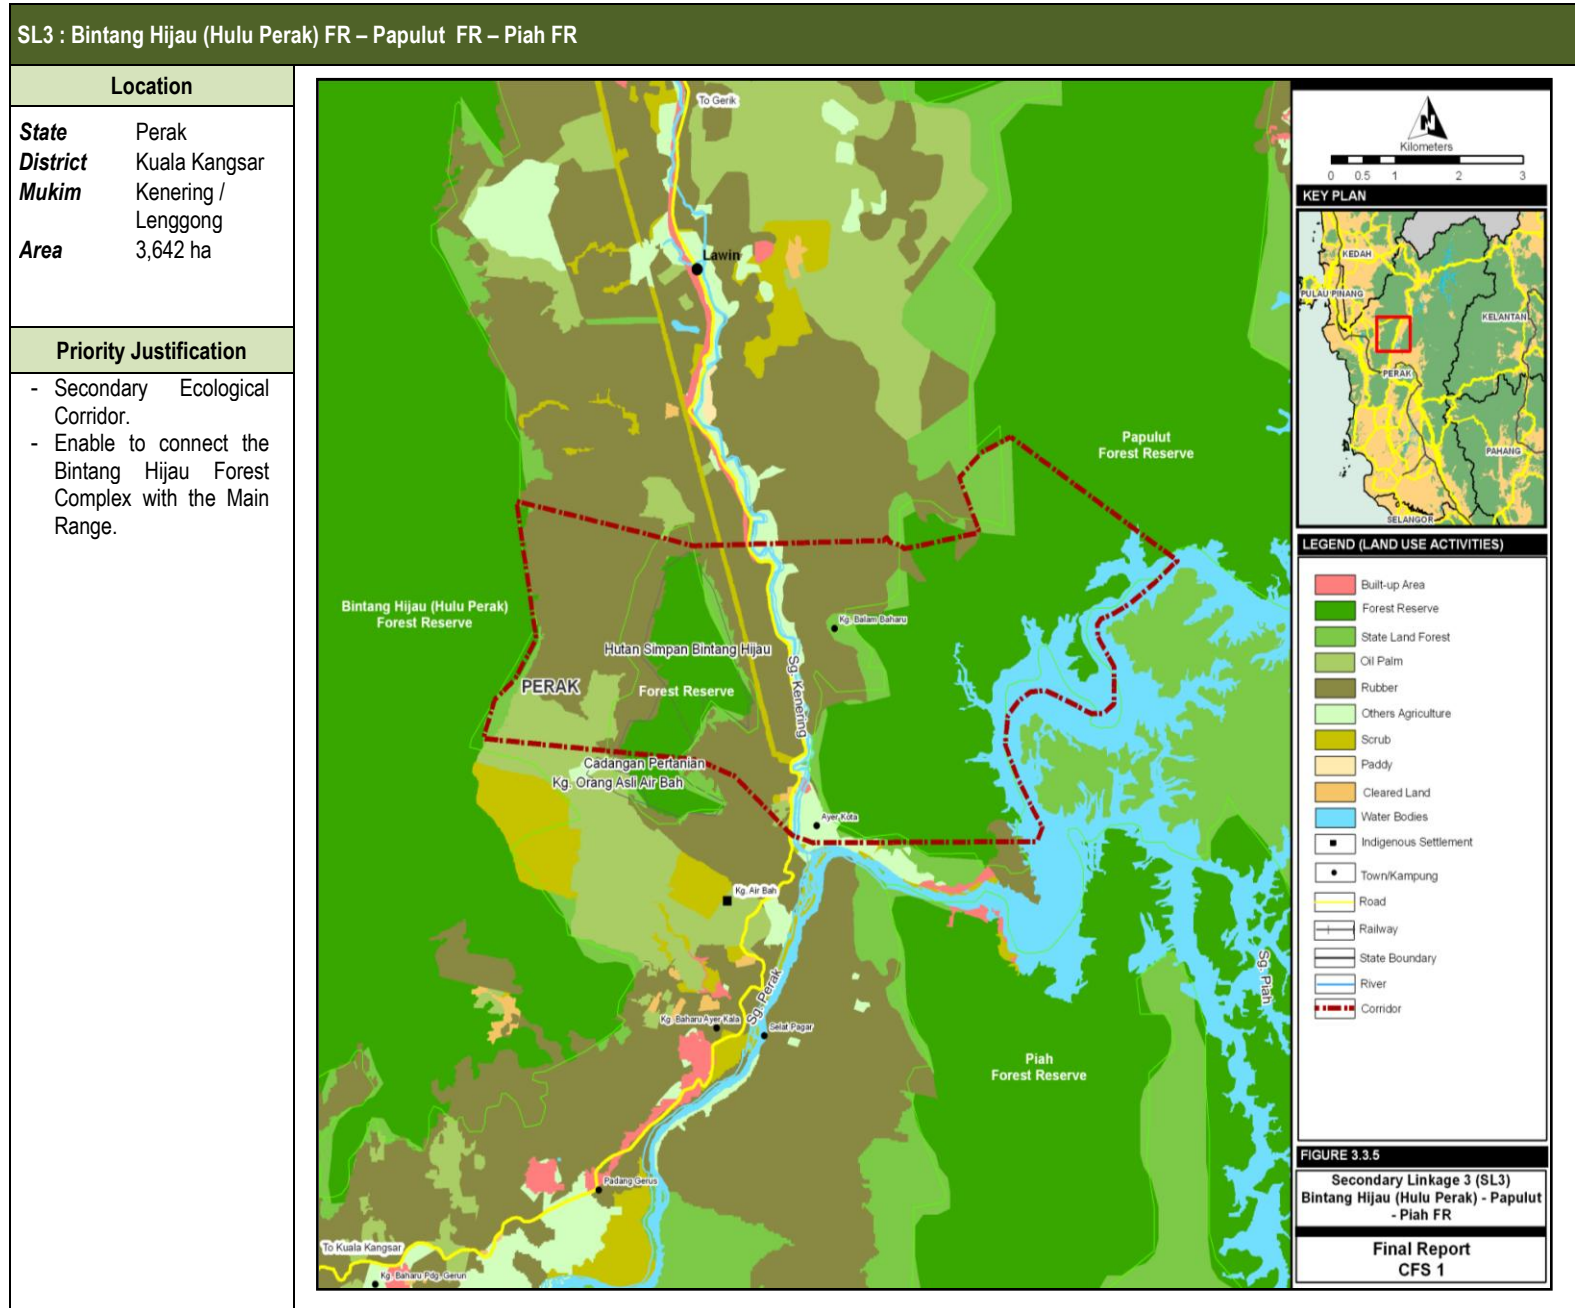 SL3 : Bintang Hijau (Hulu Perak) FR – Papulut FR – Piah FR
Location
State Perak
District Kuala Kangsar
Mukim Kenering /
Lenggong
Area 3,642 ha
Priority Justification
- Secondary Ecological
Corridor.
- Enable to connect the
Bintang Hijau Forest
Complex with the Main
Range.
To Gerik
Lawin
Papulut
Forest Reserve
Bintang Hijau (Hulu Perak)
Forest Reserve
Kg. Balam Baharu
Hutan Simpan Bintang Hijau
Sg. Kenering
PERAK
Forest Reserve
Cadangan Pertanian
Kg. Orang Asli Air Bah
Ayer Kota
Kg. Air Bah
Sg. Piah
Sg. Perak
Kg. Baharu Ayer Kala
Selat Pagar
Piah
Forest Reserve
Padang Gerus
To Kuala Kangsar
Kg. Baharu Pdg. Geruri
N
Kilometers
0 0.5 1 2 3
KEY PLAN
KEDAH
PULAU PINANG
KELANTAN
PERAK
PAHANG
SELANGOR
LEGEND (LAND USE ACTIVITIES)
Built-up Area
Forest Reserve
State Land Forest
Oil Palm
Rubber
Others Agriculture
Scrub
Paddy
Cleared Land
Water Bodies
Indigenous Settlement
Town/Kampung
Road
Railway
State Boundary
River
Corridor
FIGURE 3.3.5
Secondary Linkage 3 (SL3)
Bintang Hijau (Hulu Perak) - Papulut
- Piah FR
Final Report
CFS 1